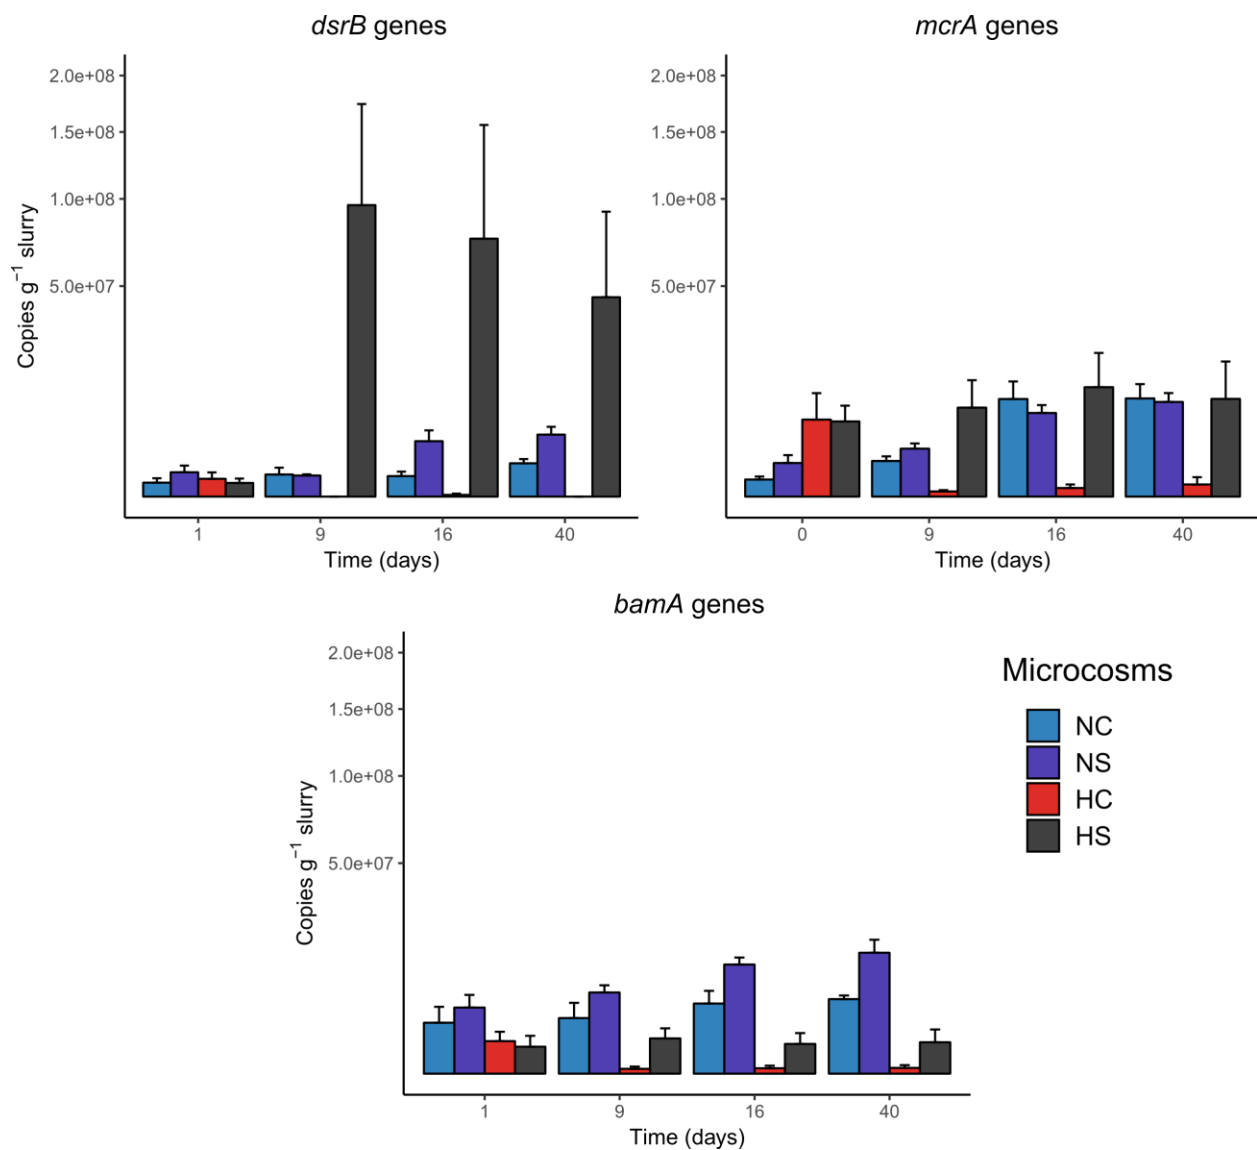 dsrB genes
Copies g⁻¹ slurry
2.0e+08
1.5e+08
1.0e+08
5.0e+07
1 9 16 40
Time (days)
mcrA genes
2.0e+08
1.5e+08
1.0e+08
5.0e+07
0 9 16 40
Time (days)
bamA genes
Copies g⁻¹ slurry
2.0e+08
1.5e+08
1.0e+08
5.0e+07
1 9 16 40
Time (days)
Microcosms
NC
NS
HC
HS